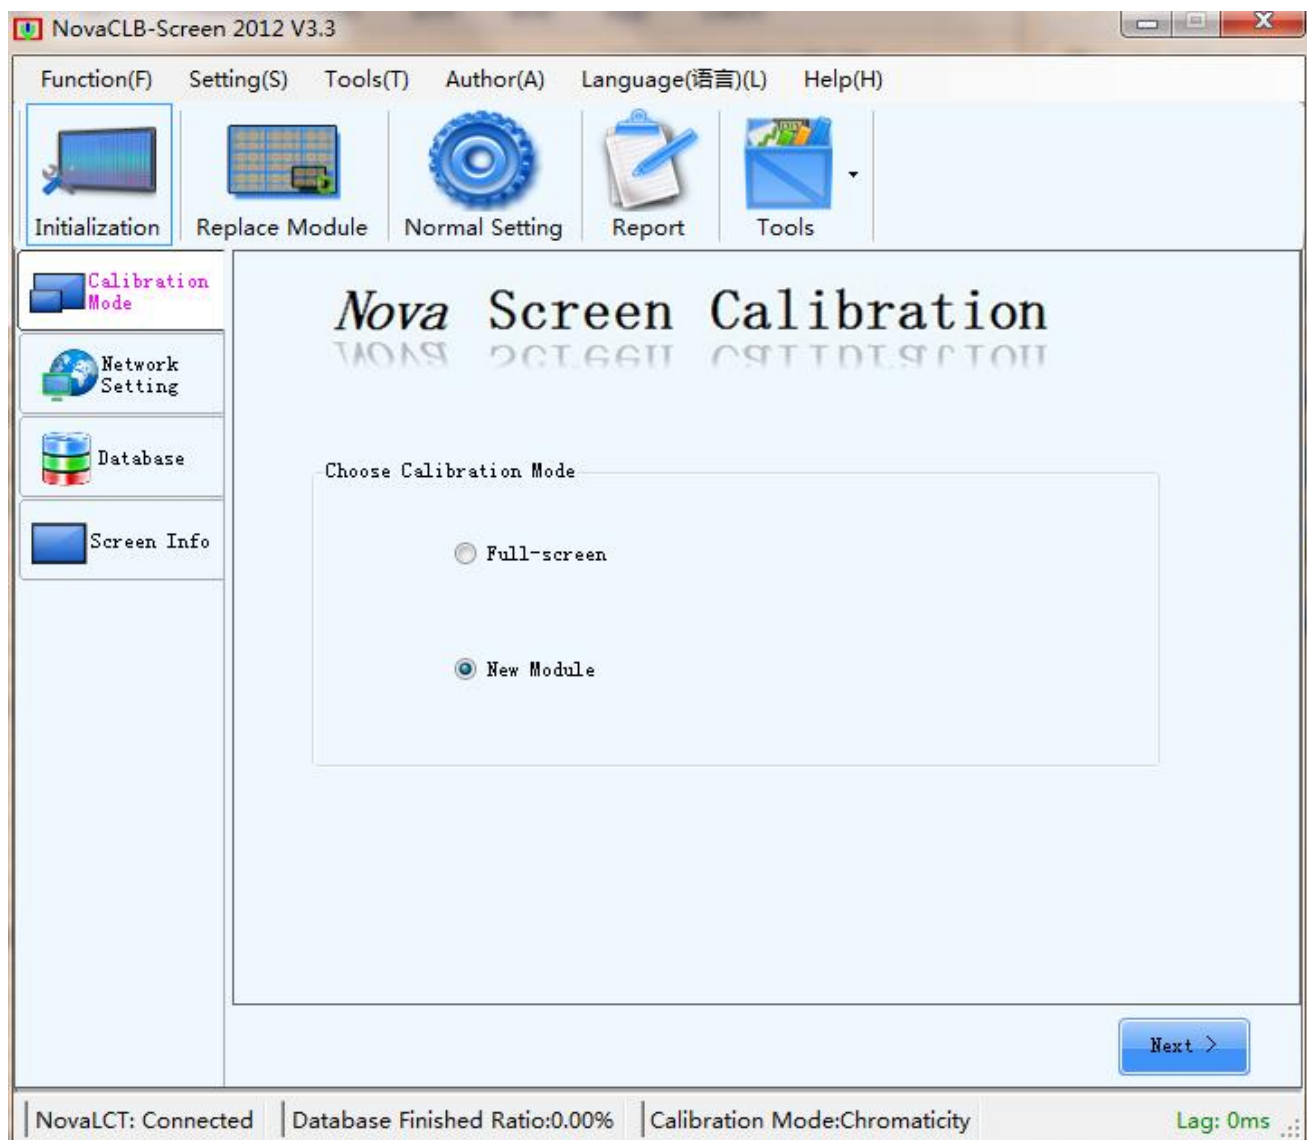 NovaCLB-Screen 2012 V3.3
Function(F) Setting(S) Tools(T) Author(A) Language(语言)(L) Help(H)
Initialization Replace Module Normal Setting Report Tools
Calibration
Mode
Nova Screen Calibration
Network
Setting
Database
Choose Calibration Mode
Screen Info
Full-screen
New Module
Next >
NovaLCT: Connected Database Finished Ratio:0.00% Calibration Mode:Chromaticity Lag: 0ms